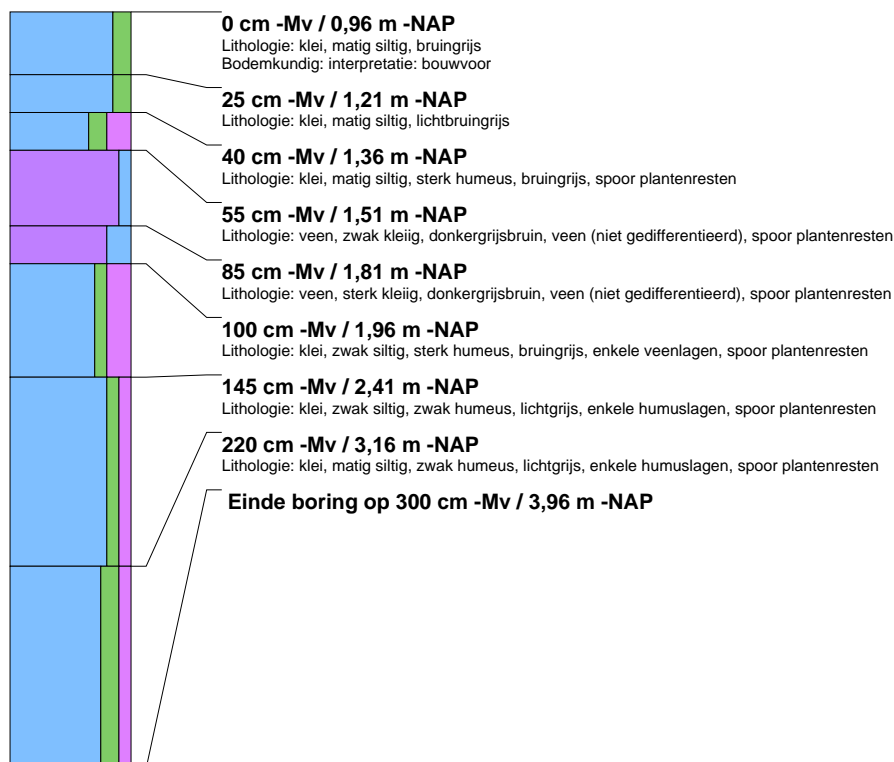 0 cm -Mv / 0,96 m -NAP
Lithologie: klei, matig siltig, bruingrijs
Bodemkundig: interpretatie: bouwvoor
25 cm -Mv / 1,21 m -NAP
Lithologie: klei, matig siltig, lichtbruingrijs
40 cm -Mv / 1,36 m -NAP
Lithologie: klei, matig siltig, sterk humeus, bruingrijs, spoor plantenresten
55 cm -Mv / 1,51 m -NAP
Lithologie: veen, zwak kleiig, donkergrijsbruin, veen (niet gedifferentieerd), spoor plantenresten
85 cm -Mv / 1,81 m -NAP
Lithologie: veen, sterk kleiig, donkergrijsbruin, veen (niet gedifferentieerd), spoor plantenresten
100 cm -Mv / 1,96 m -NAP
Lithologie: klei, zwak siltig, sterk humeus, bruingrijs, enkele veenlagen, spoor plantenresten
145 cm -Mv / 2,41 m -NAP
Lithologie: klei, zwak siltig, zwak humeus, lichtgrijs, enkele humuslagen, spoor plantenresten
220 cm -Mv / 3,16 m -NAP
Lithologie: klei, matig siltig, zwak humeus, lichtgrijs, enkele humuslagen, spoor plantenresten
Einde boring op 300 cm -Mv / 3,96 m -NAP